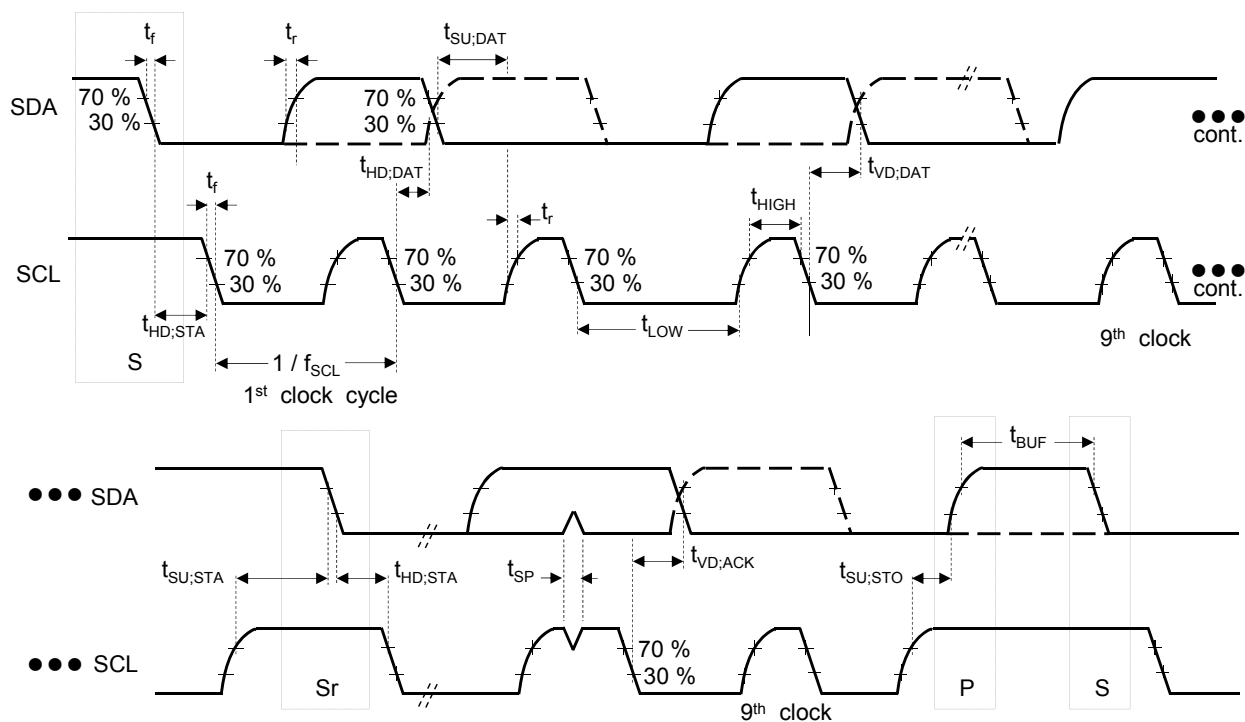 t_f
t_r
t_SU;DAT
SDA
70 %
30 %
70 %
30 %
●●●
cont.
t_HD;DAT
t_VD;DAT
t_f
t_r
t_HIGH
SCL
70 %
30 %
70 %
30 %
70 %
30 %
70 %
30 %
●●●
cont.
t_HD;STA
t_LOW
9th clock
S
1 / f_SCL
1st clock cycle
t_BUF
●●● SDA
t_SU;STA
t_HD;STA
t_SP
t_VD;ACK
t_SU;STO
●●● SCL
70 %
30 %
Sr
P
S
9th clock